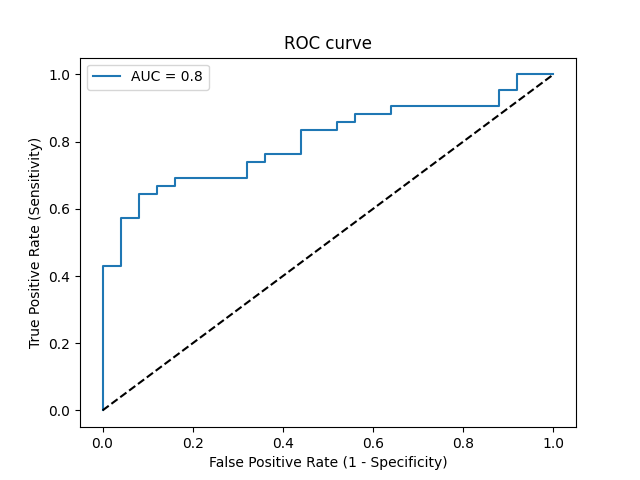 ROC curve
AUC = 0.8
1.0
0.8
0.6
0.4
0.2
0.0
True Positive Rate (Sensitivity)
0.0 0.2 0.4 0.6 0.8 1.0
False Positive Rate (1 - Specificity)